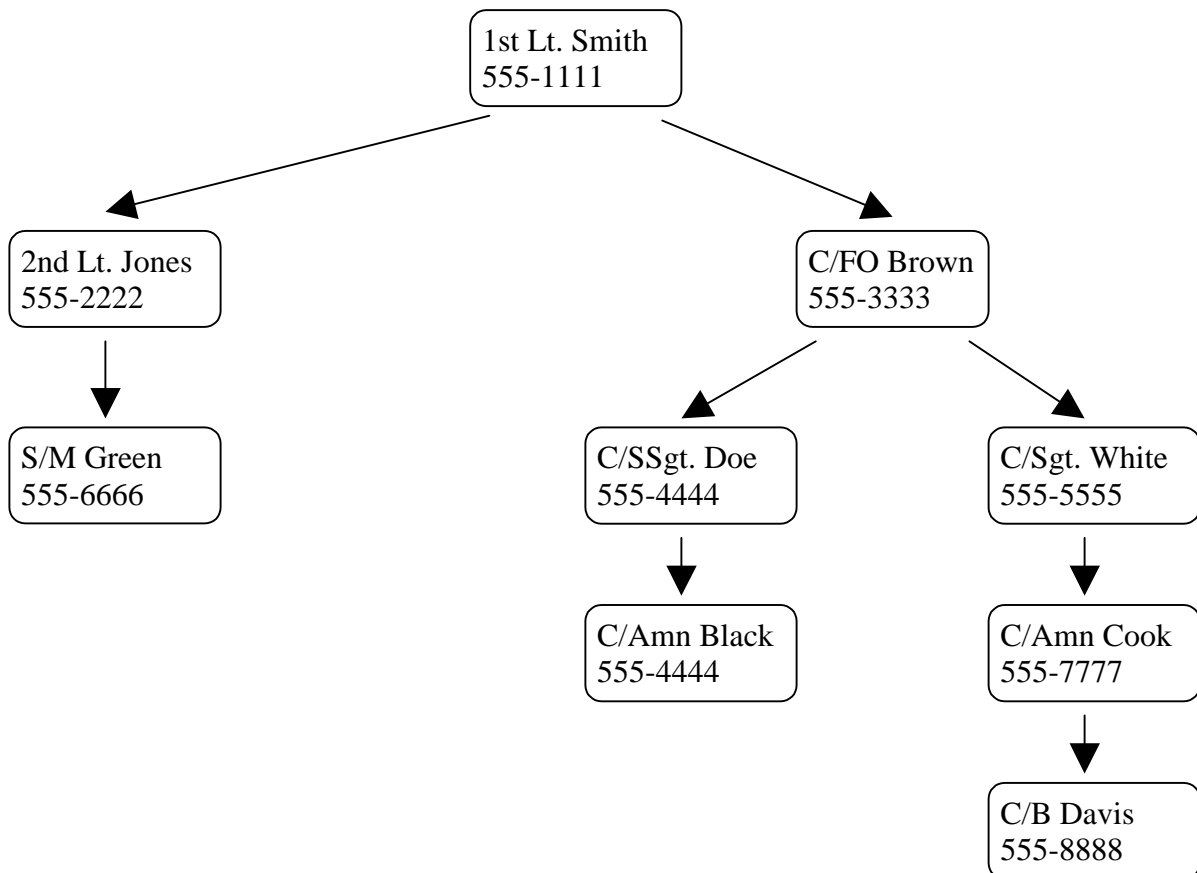 1st Lt. Smith
555-1111
2nd Lt. Jones
555-2222
C/FO Brown
555-3333
S/M Green
555-6666
C/SSgt. Doe
555-4444
C/Sgt. White
555-5555
C/Amn Black
555-4444
C/Amn Cook
555-7777
C/B Davis
555-8888